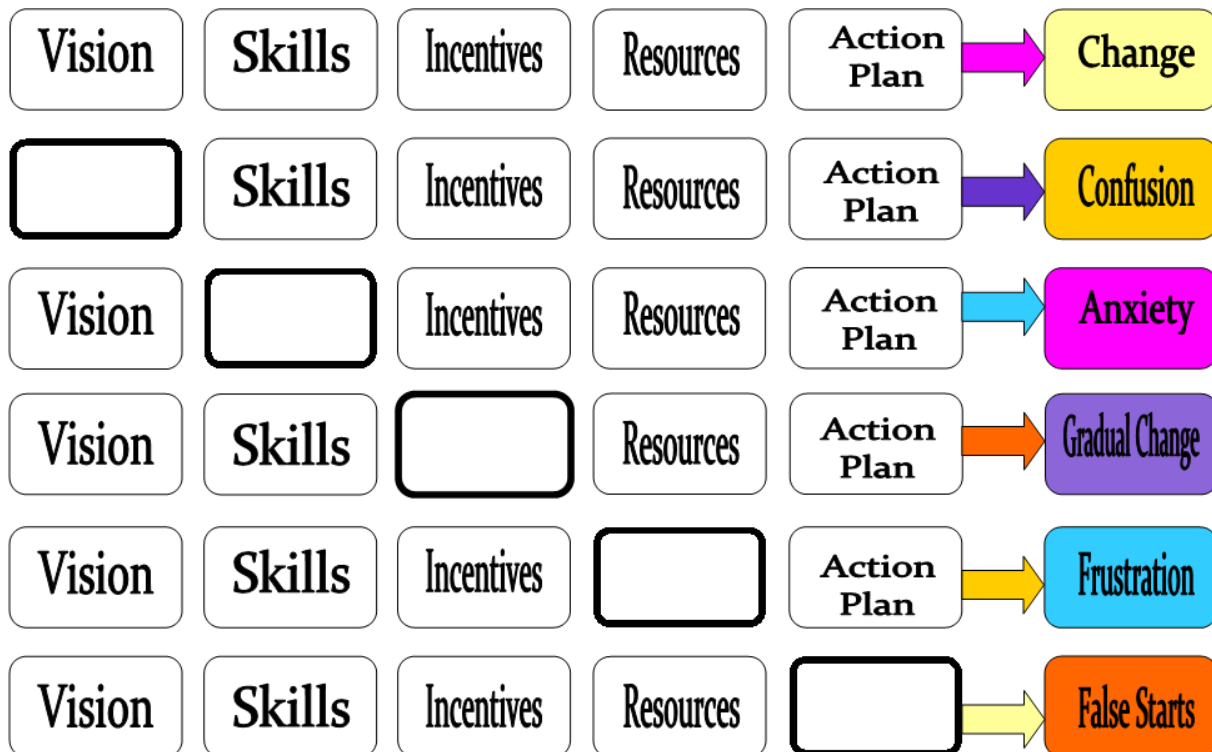 Vision Skills Incentives Resources Action Plan Change
Skills Incentives Resources Action Plan Confusion
Vision Incentives Resources Action Plan Anxiety
Vision Skills Resources Action Plan Gradual Change
Vision Skills Incentives Action Plan Frustration
Vision Skills Incentives Resources False Starts